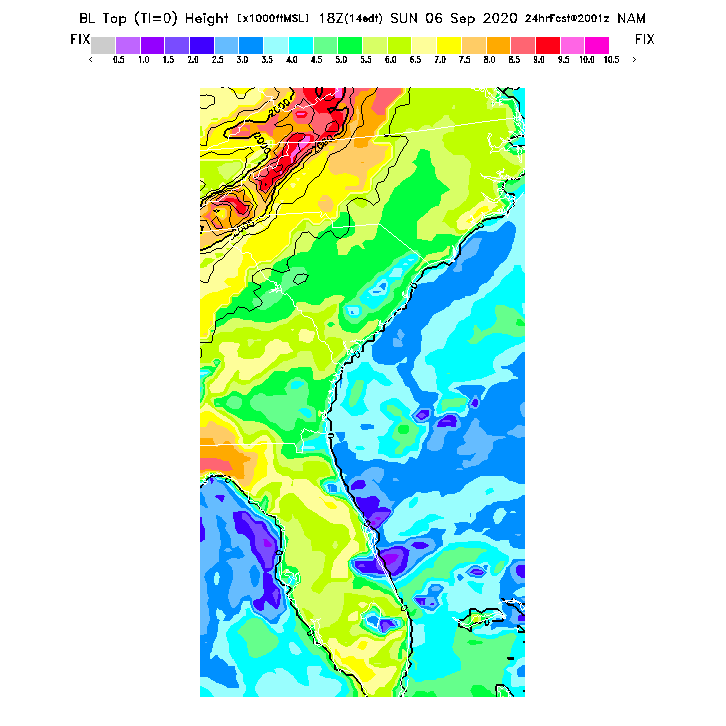 BL Top (TI=0) Height [x1000ftMSL] 18Z(14edt) SUN 06 Sep 2020 24hrFcst@2001z NAM
FIX FIX
< 0.5 1.0 1.5 2.0 2.5 3.0 3.5 4.0 4.5 5.0 5.5 6.0 6.5 7.0 7.5 8.0 8.5 9.0 9.5 10.0 10.5 >
2000
2000